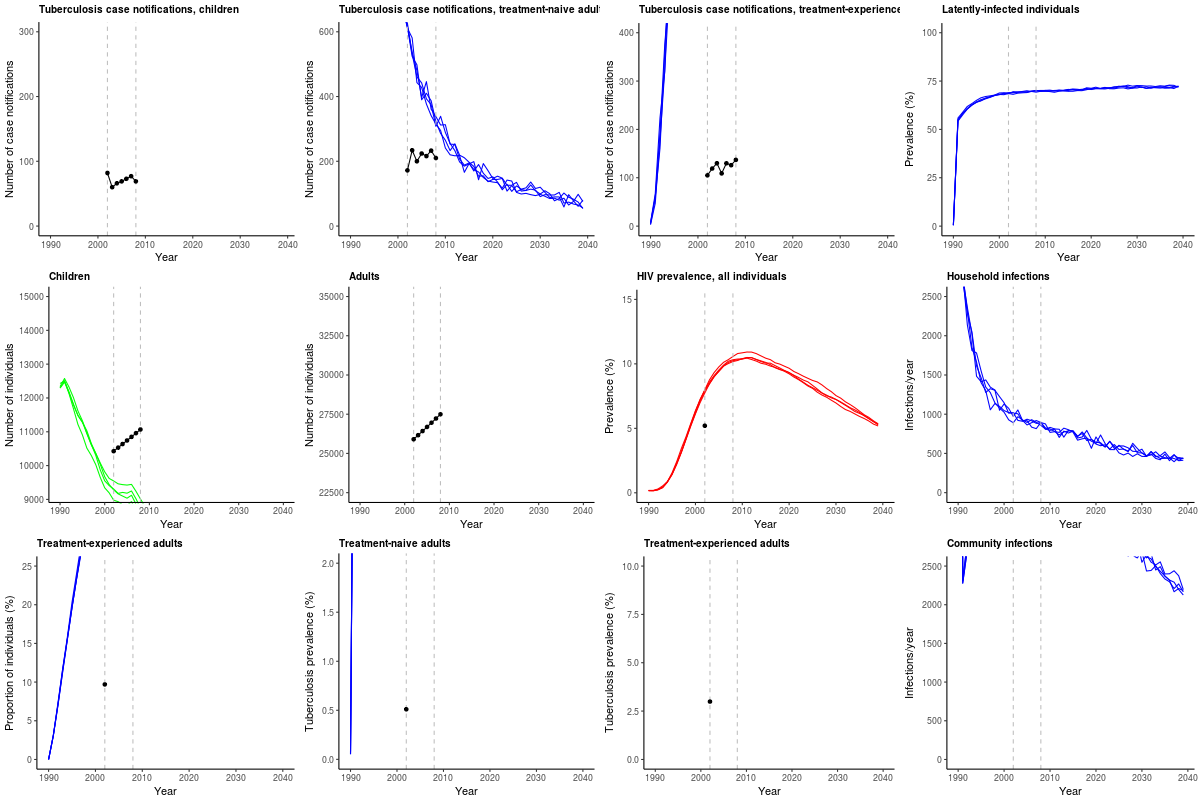 Tuberculosis case notifications, children
Number of case notifications
300
200
100
0
1990 2000 2010 2020 2030 2040
Year
Tuberculosis case notifications, treatment-naive adul
Number of case notifications
600
400
200
0
1990 2000 2010 2020 2030 2040
Year
Tuberculosis case notifications, treatment-experience
Number of case notifications
400
300
200
100
0
1990 2000 2010 2020 2030 2040
Year
Latently-infected individuals
Prevalence (%)
100
75
50
25
0
1990 2000 2010 2020 2030 2040
Year
Children
Number of individuals
15000
14000
13000
12000
11000
10000
9000
1990 2000 2010 2020 2030 2040
Year
Adults
Number of individuals
35000
32500
30000
27500
25000
22500
1990 2000 2010 2020 2030 2040
Year
HIV prevalence, all individuals
Prevalence (%)
15
10
5
0
1990 2000 2010 2020 2030 2040
Year
Household infections
Infections/year
2500
2000
1500
1000
500
0
1990 2000 2010 2020 2030 2040
Year
Treatment-experienced adults
Proportion of individuals (%)
25
20
15
10
5
0
1990 2000 2010 2020 2030 2040
Year
Treatment-naive adults
Tuberculosis prevalence (%)
2.0
1.5
1.0
0.5
0.0
1990 2000 2010 2020 2030 2040
Year
Treatment-experienced adults
Tuberculosis prevalence (%)
10.0
7.5
5.0
2.5
0.0
1990 2000 2010 2020 2030 2040
Year
Community infections
Infections/year
2500
2000
1500
1000
500
0
1990 2000 2010 2020 2030 2040
Year